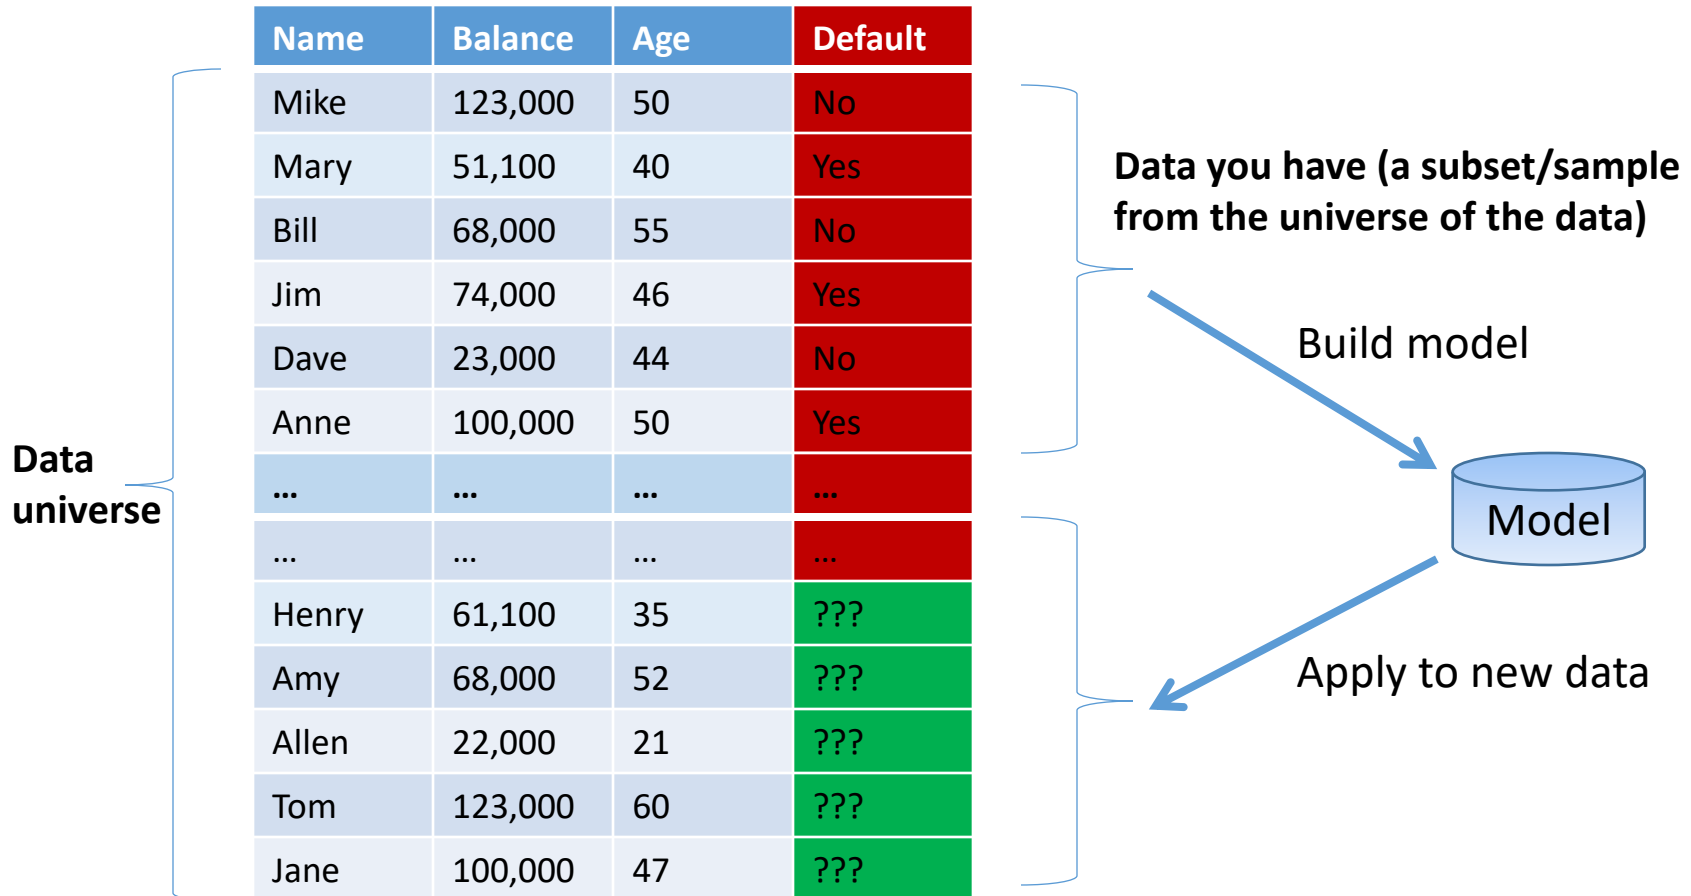 Name Balance Age Default
Mike 123,000 50 No
Mary 51,100 40 Yes
Bill 68,000 55 No
Jim 74,000 46 Yes
Dave 23,000 44 No
Anne 100,000 50 Yes
... ... ... ...
... ... ... ...
Henry 61,100 35 ???
Amy 68,000 52 ???
Allen 22,000 21 ???
Tom 123,000 60 ???
Jane 100,000 47 ???
Data
universe
Data you have (a subset/sample
from the universe of the data)
Build model
Model
Apply to new data